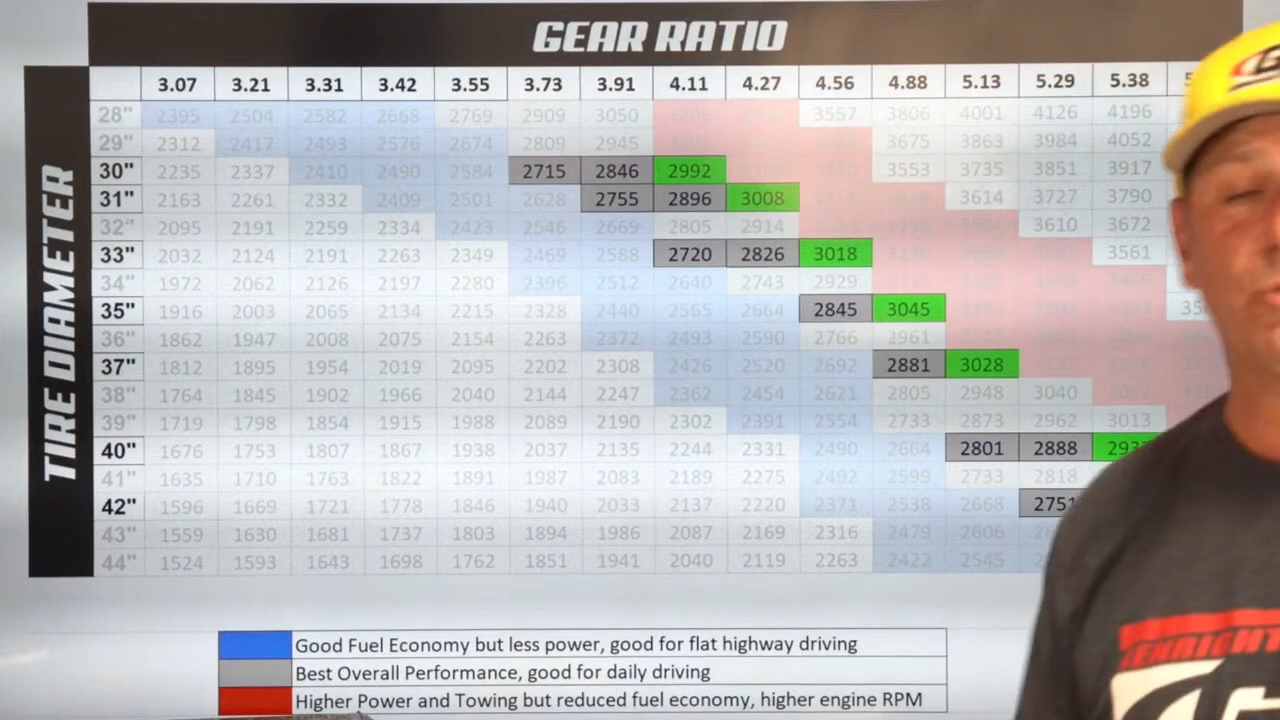 GEAR RATIO
TIRE DIAMETER
3.07 3.21 3.31 3.42 3.55 3.73 3.91 4.11 4.27 4.56 4.88 5.13 5.29 5.38
28" 2395 2504 2582 2668 2769 2909 3050 3557 3806 4001 4126 4196
29" 2312 2417 2493 2576 2674 2809 2945 3675 3863 3984 4052
30" 2235 2337 2410 2490 2584 2715 2846 2992 3553 3735 3851 3917
31" 2163 2261 2332 2409 2501 2628 2755 2896 3008 3614 3727 3790
32" 2095 2191 2259 2334 2423 2546 2669 2805 2914 3610 3672
33" 2032 2124 2191 2263 2349 2469 2588 2720 2826 3018 3561
34" 1972 2062 2126 2197 2280 2396 2512 2640 2743 2929
35" 1916 2003 2065 2134 2215 2328 2440 2565 2664 2845 3045
36" 1862 1947 2008 2075 2154 2263 2372 2493 2590 2766 2961
37" 1812 1895 1954 2019 2095 2202 2308 2426 2520 2692 2881 3028
38" 1764 1845 1902 1966 2040 2144 2247 2362 2454 2621 2805 2948 3040
39" 1719 1798 1854 1915 1988 2089 2190 2302 2391 2554 2733 2873 2962 3013
40" 1676 1753 1807 1867 1938 2037 2135 2244 2331 2490 2664 2801 2888
41" 1635 1710 1763 1822 1891 1987 2083 2189 2275 2492 2599 2733 2818
42" 1596 1669 1721 1778 1846 1940 2033 2137 2220 2371 2538 2668 2751
43" 1559 1630 1681 1737 1803 1894 1986 2087 2169 2316 2479 2606
44" 1524 1593 1643 1698 1762 1851 1941 2040 2119 2263 2422 2545
Good Fuel Economy but less power, good for flat highway driving
Best Overall Performance, good for daily driving
Higher Power and Towing but reduced fuel economy, higher engine RPM